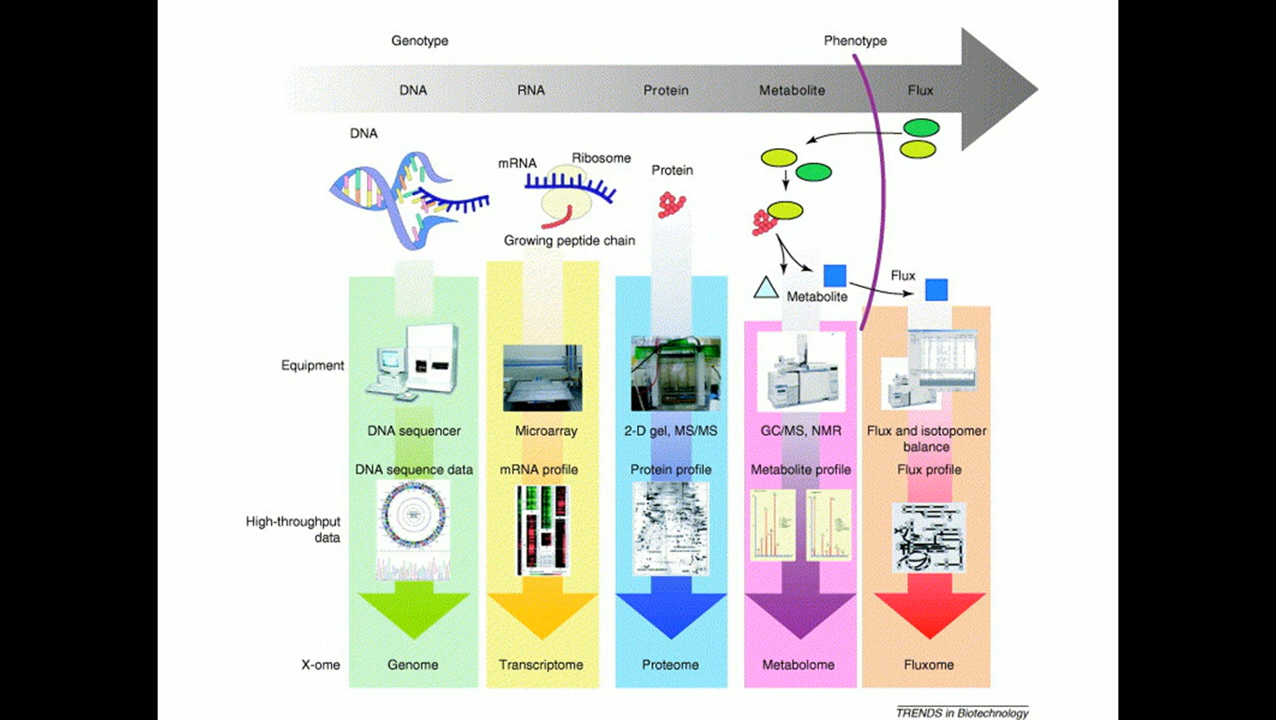 Genotype
Phenotype
DNA
RNA
Protein
Metabolite
Flux
DNA
mRNA
Ribosome
Growing peptide chain
Protein
Metabolite
Flux
Equipment
DNA sequencer
Microarray
2-D gel, MS/MS
GC/MS, NMR
Flux and isotopomer
balance
DNA sequence data
mRNA profile
Protein profile
Metabolite profile
Flux profile
High-throughput
data
X-ome
Genome
Transcriptome
Proteome
Metabolome
Fluxome
TRENDS in Biotechnology